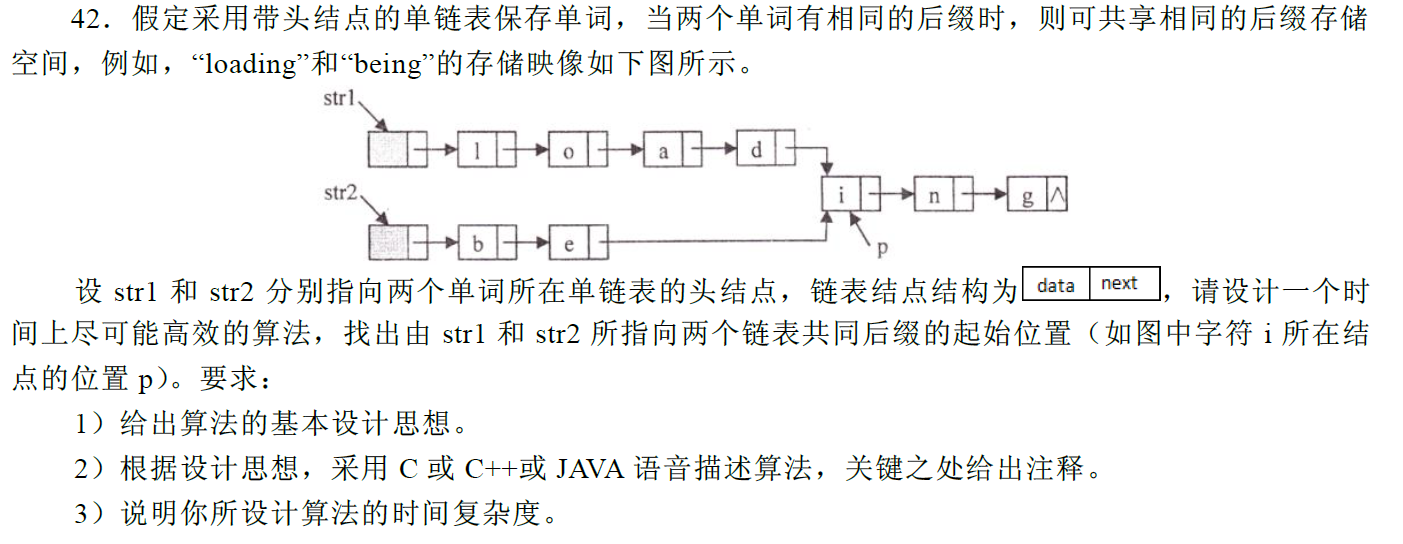 42．假定采用带头结点的单链表保存单词，当两个单词有相同的后缀时，则可共享相同的后缀存储
空间，例如，“loading”和“being”的存储映像如下图所示。
str1
l o a d
str2
i n g ∧
b e
p
设 str1 和 str2 分别指向两个单词所在单链表的头结点，链表结点结构为 data next ，请设计一个时
间上尽可能高效的算法，找出由 str1 和 str2 所指向两个链表共同后缀的起始位置（如图中字符 i 所在结
点的位置 p）。要求：
1）给出算法的基本设计思想。
2）根据设计思想，采用 C 或 C++或 JAVA 语音描述算法，关键之处给出注释。
3）说明你所设计算法的时间复杂度。